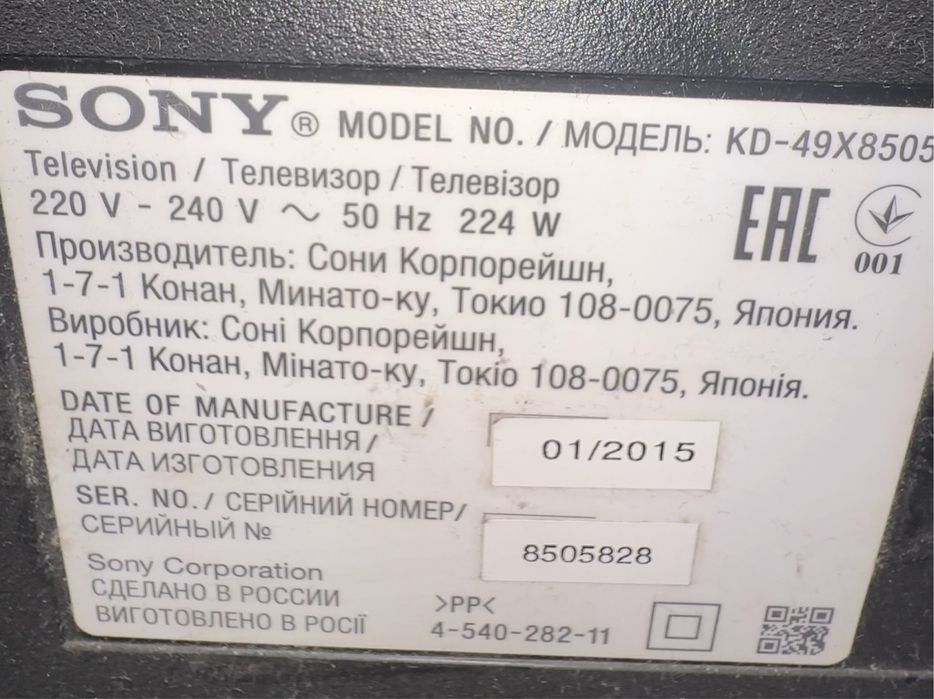 SONY® MODEL NO. / МОДЕЛЬ: KD-49X8505
Television / Телевизор / Телевізор
220 V - 240 V ~ 50 Hz 224 W
EAC
001
Производитель: Сони Корпорейшн,
1-7-1 Конан, Минато-ку, Токио 108-0075, Япония.
Виробник: Соні Корпорейшн,
1-7-1 Конан, Мінато-ку, Токіо 108-0075, Японія.
DATE OF MANUFACTURE /
ДАТА ВИГОТОВЛЕННЯ /
ДАТА ИЗГОТОВЛЕНИЯ
01/2015
SER. NO. / СЕРІЙНИЙ НОМЕР/
СЕРИЙНЫЙ №
8505828
Sony Corporation
СДЕЛАНО В РОССИИ
ВИГОТОВЛЕНО В РОСІЇ
>PP<
4-540-282-11